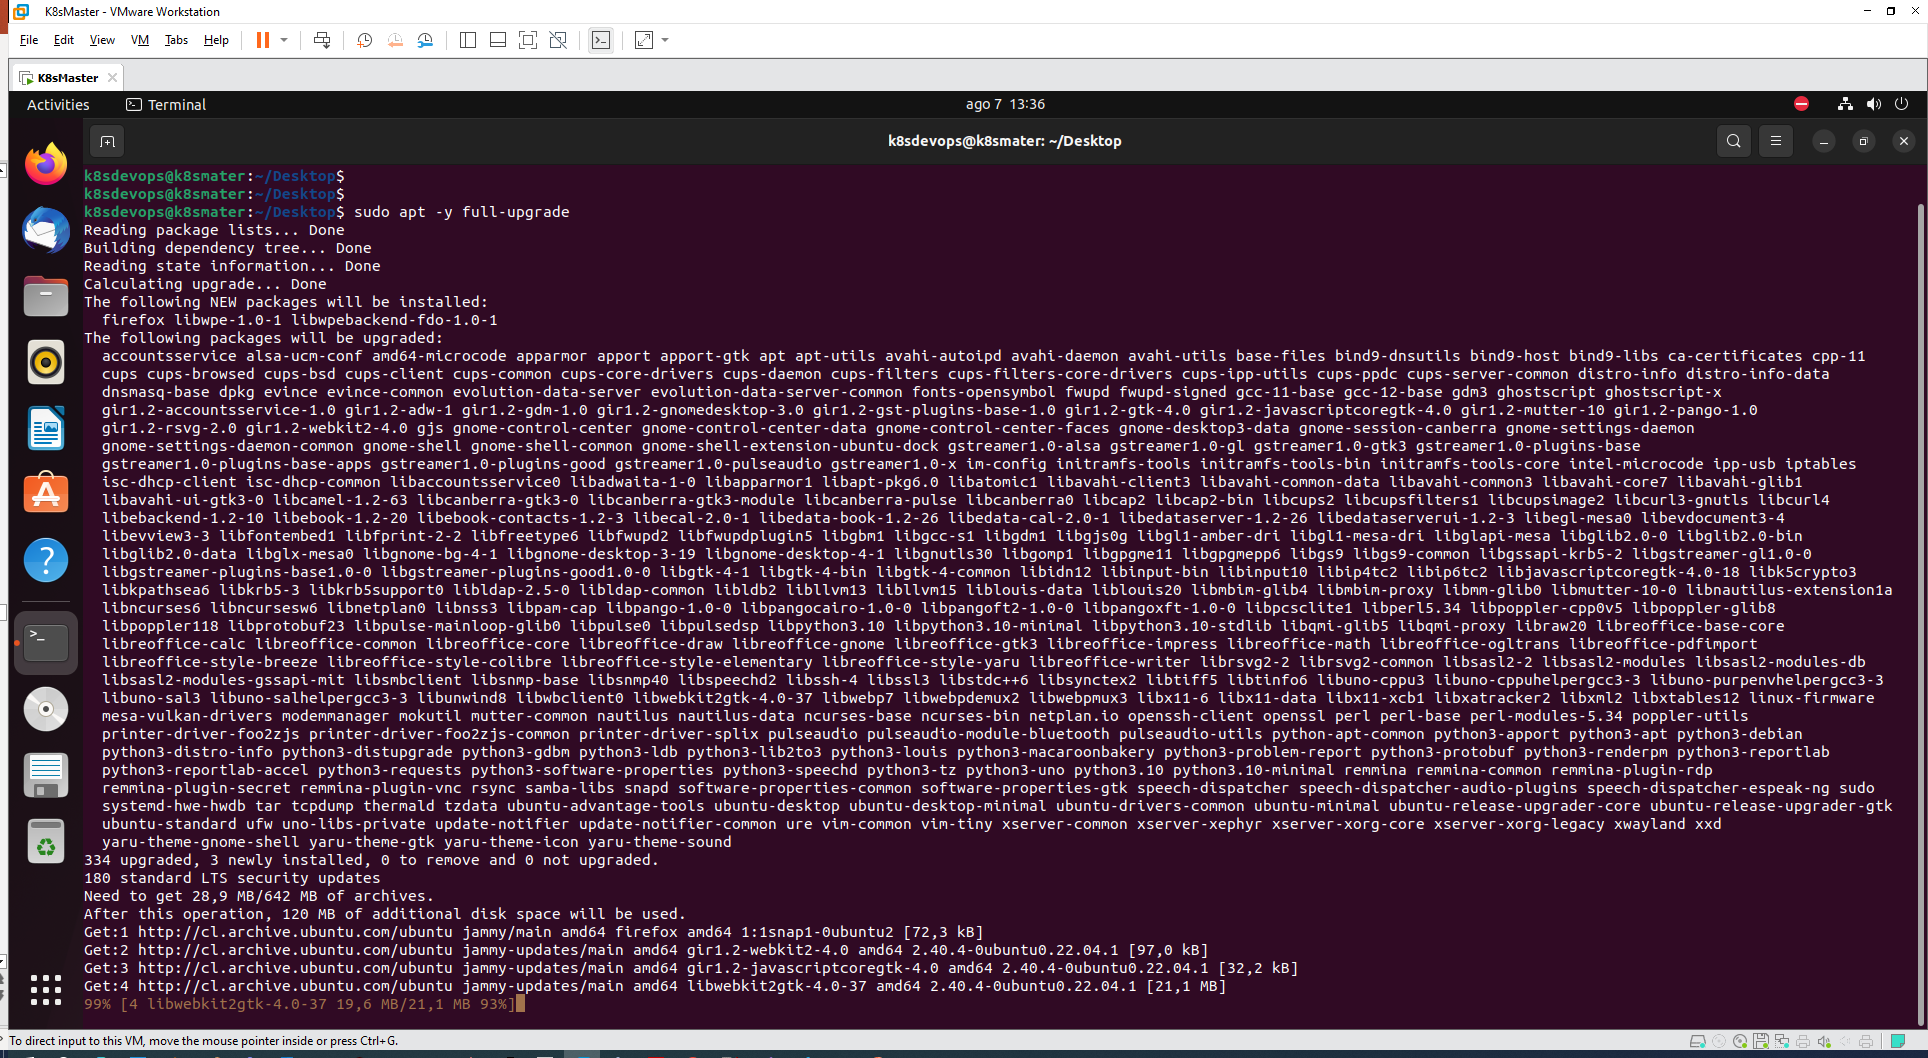 K8sMaster - VMware Workstation
File Edit View VM Tabs Help
K8sMaster
Activities Terminal ago 7 13:36
k8sdevops@k8smater: ~/Desktop
k8sdevops@k8smater:~/Desktop$
k8sdevops@k8smater:~/Desktop$
k8sdevops@k8smater:~/Desktop$ sudo apt -y full-upgrade
Reading package lists... Done
Building dependency tree... Done
Reading state information... Done
Calculating upgrade... Done
The following NEW packages will be installed:
firefox libwpe-1.0-1 libwpebackend-fdo-1.0-1
The following packages will be upgraded:
accountsservice alsa-ucm-conf amd64-microcode apparmor apport apport-gtk apt apt-utils avahi-autoipd avahi-daemon avahi-utils base-files bind9-dnsutils bind9-host bind9-libs ca-certificates cpp-11
cups cups-browsed cups-bsd cups-client cups-common cups-core-drivers cups-daemon cups-filters cups-filters-core-drivers cups-ipp-utils cups-ppdc cups-server-common distro-info distro-info-data
dnsmasq-base dpkg evince evince-common evolution-data-server evolution-data-server-common fonts-opensymbol fwupd fwupd-signed gcc-11-base gcc-12-base gdm3 ghostscript ghostscript-x
gir1.2-accountsservice-1.0 gir1.2-adw-1 gir1.2-gdm-1.0 gir1.2-gnomedesktop-3.0 gir1.2-gst-plugins-base-1.0 gir1.2-gtk-4.0 gir1.2-javascriptcoregtk-4.0 gir1.2-mutter-10 gir1.2-pango-1.0
gir1.2-rsvg-2.0 gir1.2-webkit2-4.0 gjs gnome-control-center gnome-control-center-data gnome-control-center-faces gnome-desktop3-data gnome-session-canberra gnome-settings-daemon
gnome-settings-daemon-common gnome-shell gnome-shell-common gnome-shell-extension-ubuntu-dock gstreamer1.0-alsa gstreamer1.0-gl gstreamer1.0-gtk3 gstreamer1.0-plugins-base
gstreamer1.0-plugins-base-apps gstreamer1.0-plugins-good gstreamer1.0-pulseaudio gstreamer1.0-x im-config initramfs-tools initramfs-tools-bin initramfs-tools-core intel-microcode ipp-usb iptables
isc-dhcp-client isc-dhcp-common libaccountsservice0 libadwaita-1-0 libapparmor1 libapt-pkg6.0 libatomic1 libavahi-client3 libavahi-common-data libavahi-common3 libavahi-core7 libavahi-glib1
libavahi-ui-gtk3-0 libcamel-1.2-63 libcanberra-gtk3-0 libcanberra-gtk3-module libcanberra-pulse libcanberra0 libcap2 libcap2-bin libcups2 libcupsfilters1 libcupsimage2 libcurl3-gnutls libcurl4
libebackend-1.2-10 libebook-1.2-20 libebook-contacts-1.2-3 libecal-2.0-1 libedata-book-1.2-26 libedata-cal-2.0-1 libedataserver-1.2-26 libedataserverui-1.2-3 libegl-mesa0 libevdocument3-4
libevview3-3 libfontembed1 libfprint-2-2 libfreetype6 libfwupd2 libfwupdplugin5 libgbm1 libgcc-s1 libgdm1 libgjs0g libgl1-amber-dri libgl1-mesa-dri libglapi-mesa libglib2.0-0 libglib2.0-bin
libglib2.0-data libglx-mesa0 libgnome-bg-4-1 libgnome-desktop-3-19 libgnome-desktop-4-1 libgnutls30 libgomp1 libgpgme11 libgpgmepp6 libgs9 libgs9-common libgssapi-krb5-2 libgstreamer-gl1.0-0
libgstreamer-plugins-base1.0-0 libgstreamer-plugins-good1.0-0 libgtk-4-1 libgtk-4-bin libgtk-4-common libidn12 libinput-bin libinput10 libip4tc2 libip6tc2 libjavascriptcoregtk-4.0-18 libk5crypto3
libkpathsea6 libkrb5-3 libkrb5support0 libldap-2.5-0 libldap-common libldb2 libllvm13 libllvm15 liblouis-data liblouis20 libmbim-glib4 libmbim-proxy libmm-glib0 libmutter-10-0 libnautilus-extension1a
libncurses6 libncursesw6 libnetplan0 libnss3 libpam-cap libpango-1.0-0 libpangocairo-1.0-0 libpangoft2-1.0-0 libpangoxft-1.0-0 libpcsclite1 libperl5.34 libpoppler-cpp0v5 libpoppler-glib8
libpoppler118 libprotobuf23 libpulse-mainloop-glib0 libpulse0 libpulsedsp libpython3.10 libpython3.10-minimal libpython3.10-stdlib libqmi-glib5 libqmi-proxy libraw20 libreoffice-base-core
libreoffice-calc libreoffice-common libreoffice-core libreoffice-draw libreoffice-gnome libreoffice-gtk3 libreoffice-impress libreoffice-math libreoffice-ogltrans libreoffice-pdfimport
libreoffice-style-breeze libreoffice-style-colibre libreoffice-style-elementary libreoffice-style-yaru libreoffice-writer librsvg2-2 librsvg2-common libsasl2-2 libsasl2-modules libsasl2-modules-db
libsasl2-modules-gssapi-mit libsmbclient libsnmp-base libsnmp40 libspeechd2 libssh-4 libssl3 libstdc++6 libsynctex2 libtiff5 libtinfo6 libuno-cppu3 libuno-cppuhelpergcc3-3 libuno-purpenvhelpergcc3-3
libuno-sal3 libuno-salhelpergcc3-3 libunwind8 libwbclient0 libwebkit2gtk-4.0-37 libwebp7 libwebpdemux2 libwebpmux3 libx11-6 libx11-data libx11-xcb1 libxatracker2 libxml2 libxtables12 linux-firmware
mesa-vulkan-drivers modemmanager mokutil mutter-common nautilus nautilus-data ncurses-base ncurses-bin netplan.io openssh-client openssl perl perl-base perl-modules-5.34 poppler-utils
printer-driver-foo2zjs printer-driver-foo2zjs-common printer-driver-splix pulseaudio pulseaudio-module-bluetooth pulseaudio-utils python-apt-common python3-apport python3-apt python3-debian
python3-distro-info python3-distupgrade python3-gdbm python3-ldb python3-lib2to3 python3-louis python3-macaroonbakery python3-problem-report python3-protobuf python3-renderpm python3-reportlab
python3-reportlab-accel python3-requests python3-software-properties python3-speechd python3-tz python3-uno python3.10 python3.10-minimal remmina remmina-common remmina-plugin-rdp
remmina-plugin-secret remmina-plugin-vnc rsync samba-libs snapd software-properties-common software-properties-gtk speech-dispatcher speech-dispatcher-audio-plugins speech-dispatcher-espeak-ng sudo
systemd-hwe-hwdb tar tcpdump thermald tzdata ubuntu-advantage-tools ubuntu-desktop ubuntu-desktop-minimal ubuntu-drivers-common ubuntu-minimal ubuntu-release-upgrader-core ubuntu-release-upgrader-gtk
ubuntu-standard ufw uno-libs-private update-notifier update-notifier-common ure vim-common vim-tiny xserver-common xserver-xephyr xserver-xorg-core xserver-xorg-legacy xwayland xxd
yaru-theme-gnome-shell yaru-theme-gtk yaru-theme-icon yaru-theme-sound
334 upgraded, 3 newly installed, 0 to remove and 0 not upgraded.
180 standard LTS security updates
Need to get 28,9 MB/642 MB of archives.
After this operation, 120 MB of additional disk space will be used.
Get:1 http://cl.archive.ubuntu.com/ubuntu jammy/main amd64 firefox amd64 1:1snap1-0ubuntu2 [72,3 kB]
Get:2 http://cl.archive.ubuntu.com/ubuntu jammy-updates/main amd64 gir1.2-webkit2-4.0 amd64 2.40.4-0ubuntu0.22.04.1 [97,0 kB]
Get:3 http://cl.archive.ubuntu.com/ubuntu jammy-updates/main amd64 gir1.2-javascriptcoregtk-4.0 amd64 2.40.4-0ubuntu0.22.04.1 [32,2 kB]
Get:4 http://cl.archive.ubuntu.com/ubuntu jammy-updates/main amd64 libwebkit2gtk-4.0-37 amd64 2.40.4-0ubuntu0.22.04.1 [21,1 MB]
99% [4 libwebkit2gtk-4.0-37 19,6 MB/21,1 MB 93%]
To direct input to this VM, move the mouse pointer inside or press Ctrl+G.